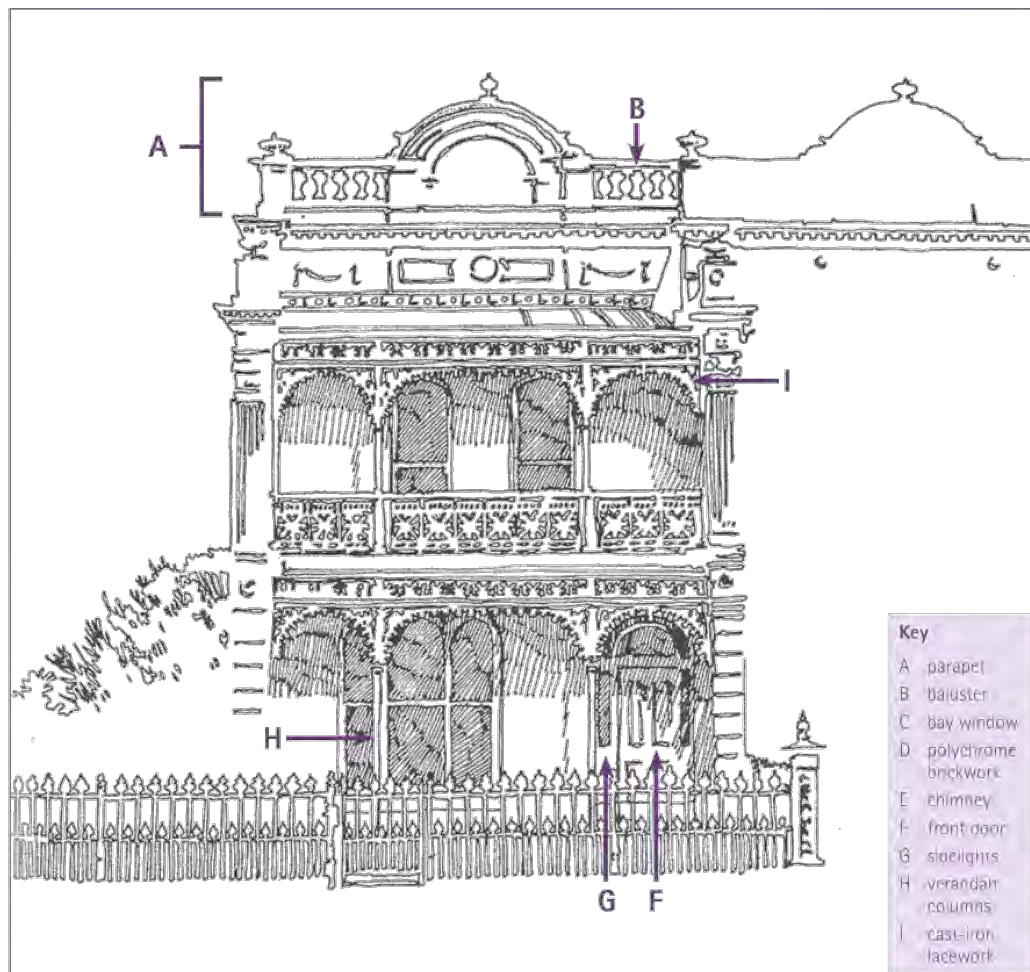 A
B
I
H
G
F
Key
A parapet
B baluster
C bay window
D polychrome
brickwork
E chimney
F front door
G sidelights
H verandah
columns
I cast-iron
lacework